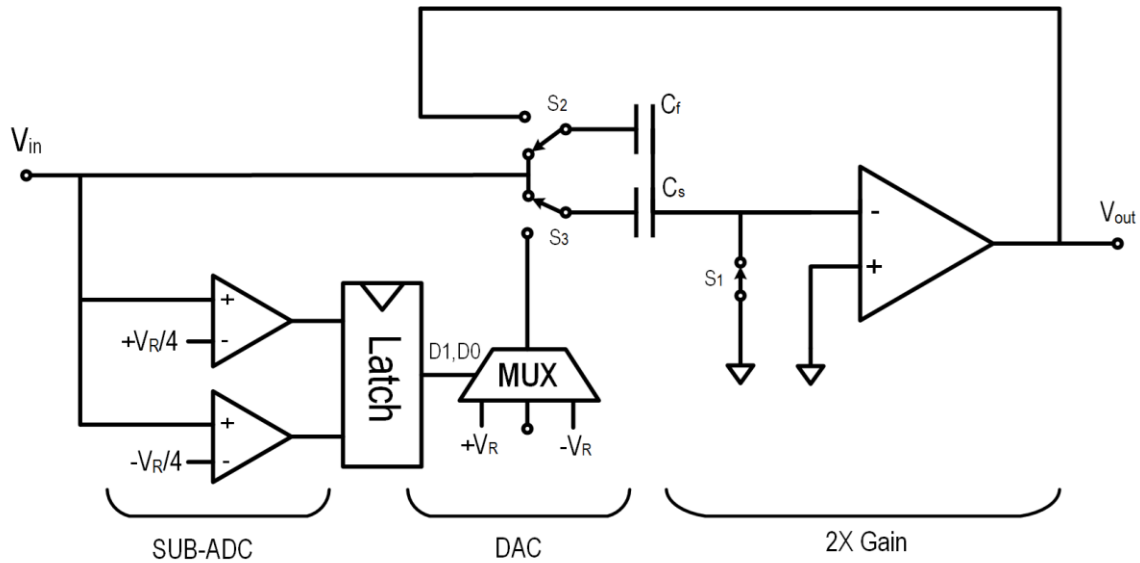 S2
Cf
Vin
Cs
S3
Vout
-
+
S1
+
-
+VR/4
D1,D0
Latch
MUX
+
-
-VR/4
+VR
-VR
SUB-ADC
DAC
2X Gain